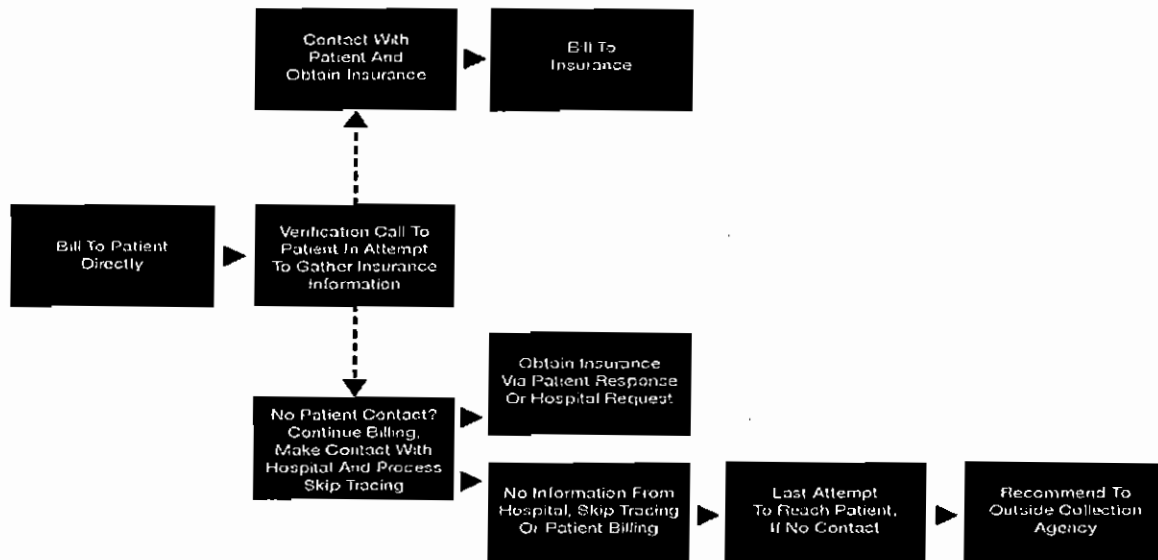 Contact With
Patient And
Obtain Insurance
Bill To
Insurance
Bill To Patient
Directly
Verification Call To
Patient In Attempt
To Gather Insurance
Information
Obtain Insurance
Via Patient Response
Or Hospital Request
No Patient Contact?
Continue Billing,
Make Contact With
Hospital And Process
Skip Tracing
No Information From
Hospital, Skip Tracing
Or Patient Billing
Last Attempt
To Reach Patient,
If No Contact
Recommend To
Outside Collection
Agency